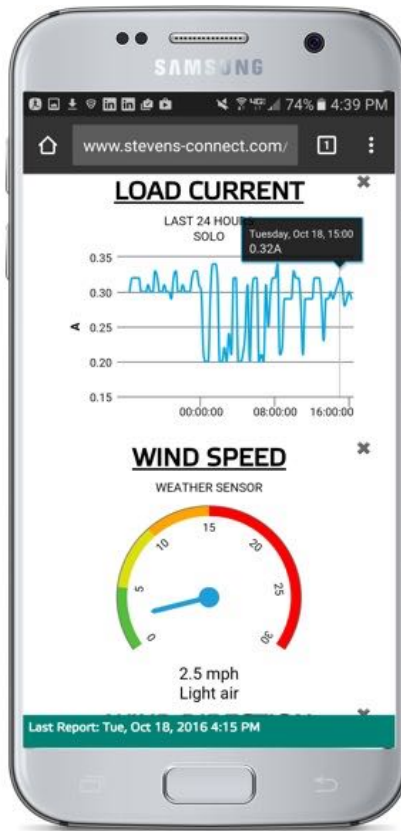 SAMSUNG
74% 4:39 PM
www.stevens-connect.com/
1
LOAD CURRENT
LAST 24 HOURS
SOLO
Tuesday, Oct 18, 15:00
0.32A
0.35
0.30
0.25
0.20
0.15
A
00:00:00 08:00:00 16:00:00
WIND SPEED
WEATHER SENSOR
0
5
10
15
20
25
30
2.5 mph
Light air
Last Report: Tue, Oct 18, 2016 4:15 PM